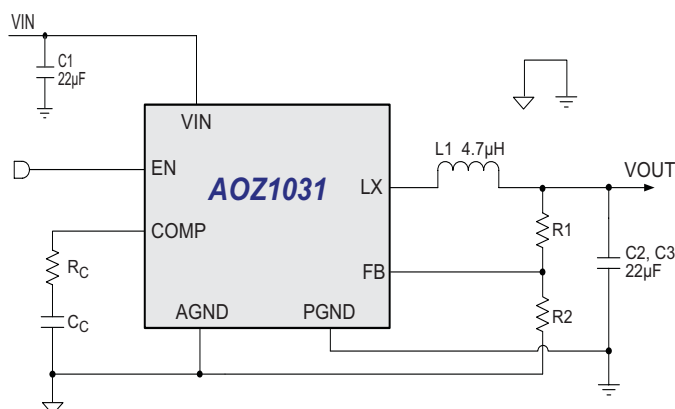 VIN
C1
22µF
VIN
EN
AOZ1031
LX
L1 4.7µH
VOUT
COMP
R1
C2, C3
22µF
FB
RC
CC
AGND
PGND
R2